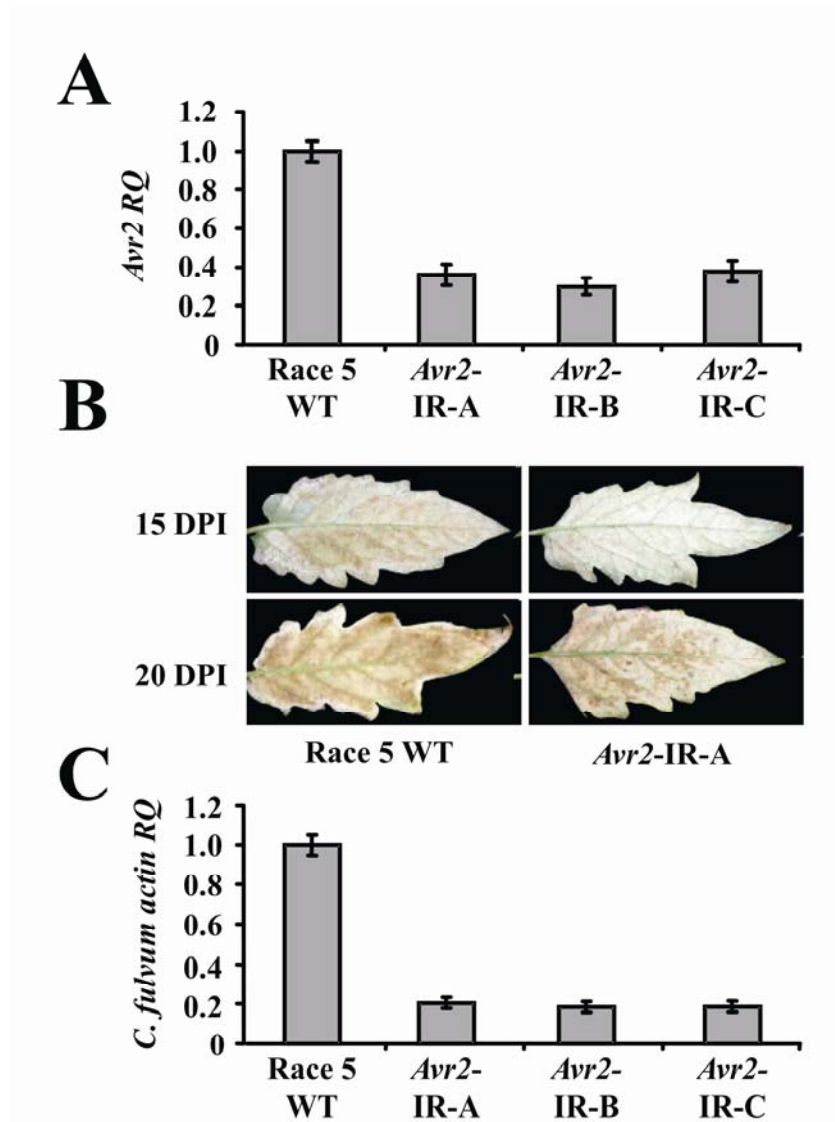 A
Avr2 RQ
1.2
1.0
0.8
0.6
0.4
0.2
0
Race 5 WT
Avr2-IR-A
Avr2-IR-B
Avr2-IR-C
B
15 DPI
20 DPI
Race 5 WT
Avr2-IR-A
C
C. fulvum actin RQ
1.2
1.0
0.8
0.6
0.4
0.2
0
Race 5 WT
Avr2-IR-A
Avr2-IR-B
Avr2-IR-C